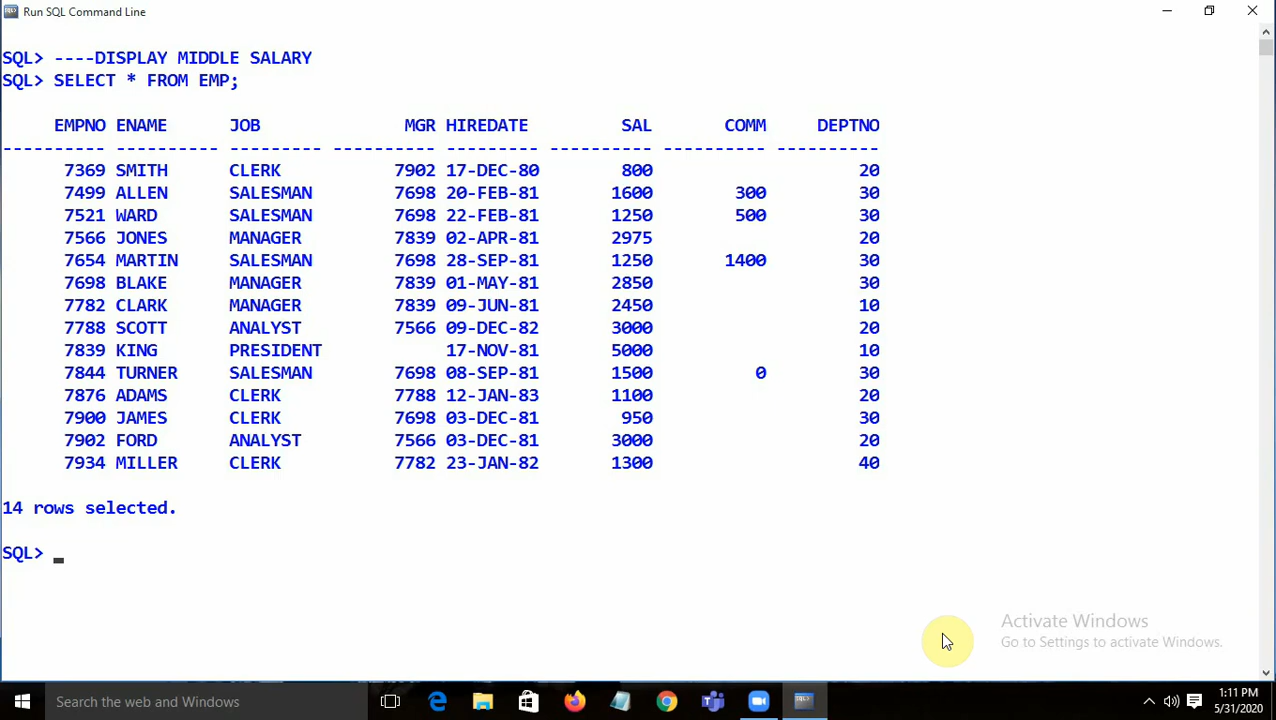 Run SQL Command Line
SQL> ----DISPLAY MIDDLE SALARY
SQL> SELECT * FROM EMP;
EMPNO ENAME JOB MGR HIREDATE SAL COMM DEPTNO
---------- ---------- --------- ---------- --------- ---------- ---------- ----------
7369 SMITH CLERK 7902 17-DEC-80 800 20
7499 ALLEN SALESMAN 7698 20-FEB-81 1600 300 30
7521 WARD SALESMAN 7698 22-FEB-81 1250 500 30
7566 JONES MANAGER 7839 02-APR-81 2975 20
7654 MARTIN SALESMAN 7698 28-SEP-81 1250 1400 30
7698 BLAKE MANAGER 7839 01-MAY-81 2850 30
7782 CLARK MANAGER 7839 09-JUN-81 2450 10
7788 SCOTT ANALYST 7566 09-DEC-82 3000 20
7839 KING PRESIDENT 17-NOV-81 5000 10
7844 TURNER SALESMAN 7698 08-SEP-81 1500 0 30
7876 ADAMS CLERK 7788 12-JAN-83 1100 20
7900 JAMES CLERK 7698 03-DEC-81 950 30
7902 FORD ANALYST 7566 03-DEC-81 3000 20
7934 MILLER CLERK 7782 23-JAN-82 1300 40
14 rows selected.
SQL> _
Activate Windows
Go to Settings to activate Windows.
Search the web and Windows
1:11 PM
5/31/2020